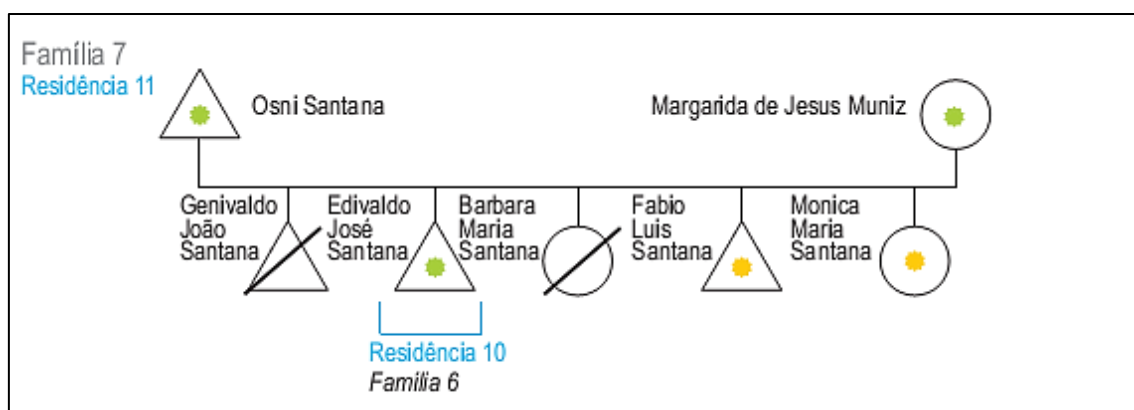 Família 7
Residência 11
Osni Santana
Margarida de Jesus Muniz
Genivaldo
João
Santana
Edivaldo
José
Santana
Barbara
Maria
Santana
Fabio
Luis
Santana
Monica
Maria
Santana
Residência 10
Família 6